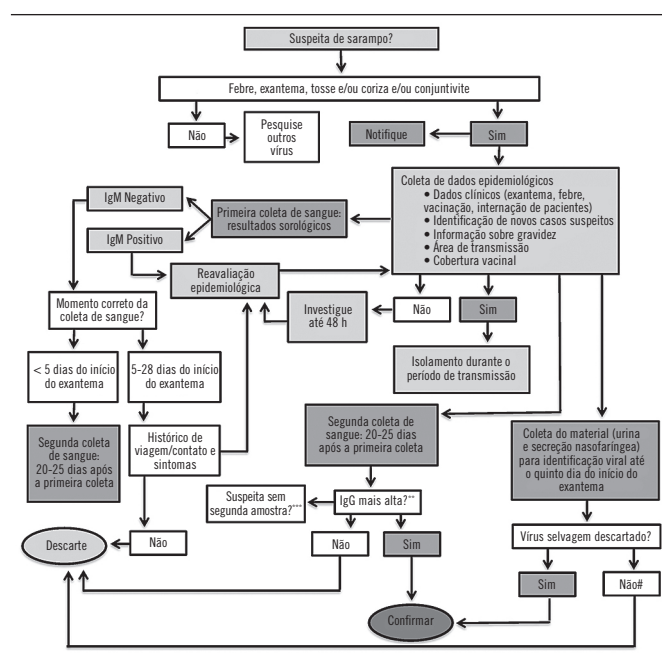 Suspeita de sarampo?
Febre, exantema, tosse e/ou coriza e/ou conjuntivite
Não
Pesquise
outros
vírus
Notifique
Sim
Coleta de dados epidemiológicos
• Dados clínicos (exantema, febre,
vacinação, internação de pacientes)
• Identificação de novos casos suspeitos
• Informação sobre gravidez
• Área de transmissão
• Cobertura vacinal
IgM Negativo
Primeira coleta de sangue:
resultados sorológicos
IgM Positivo
Reavaliação
epidemiológica
Momento correto da
coleta de sangue?
Investigue
até 48 h
Não
Sim
Isolamento durante o
período de transmissão
< 5 dias do início
do exantema
5-28 dias do início
do exantema
Segunda coleta
de sangue:
20-25 dias após
a primeira coleta
Histórico de
viagem/contato e
sintomas
Segunda coleta de
sangue: 20-25 dias
após a primeira coleta
Coleta do material (urina
e secreção nasofaríngea)
para identificação viral até
o quinto dia do início do
exantema
Suspeita sem
segunda amostra?***
IgG mais alta?**
Vírus selvagem descartado?
Descarte
Não
Não
Sim
Sim
Não#
Confirmar